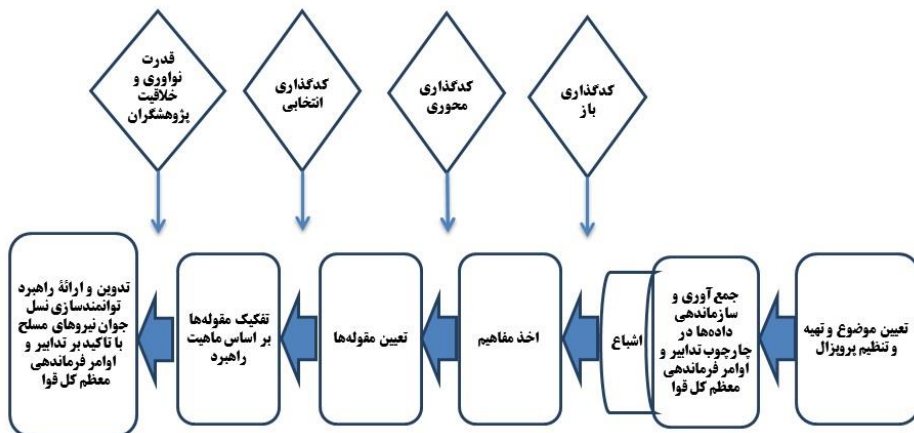 کدگذاری
باز
کدگذاری
محوری
کدگذاری
انتخابی
قدرت
نوآوری و
خلاقیت
پژوهشگران
تعیین موضوع و تهیه
و تنظیم پروپزال
جمع‌آوری و
سازماندهی
داده‌ها در
چارچوب تدابیر و
اوامر فرماندهی
معظم کل قوا
اشباع
اخذ مفاهیم
تعیین مقوله‌ها
تفکیک مقوله‌ها
بر اساس ماهیت
راهبرد
تدوین و ارائهٔ راهبرد
توانمندسازی نسل
جوان نیروهای مسلح
با تاکید بر تدابیر و
اوامر فرماندهی
معظم کل قوا